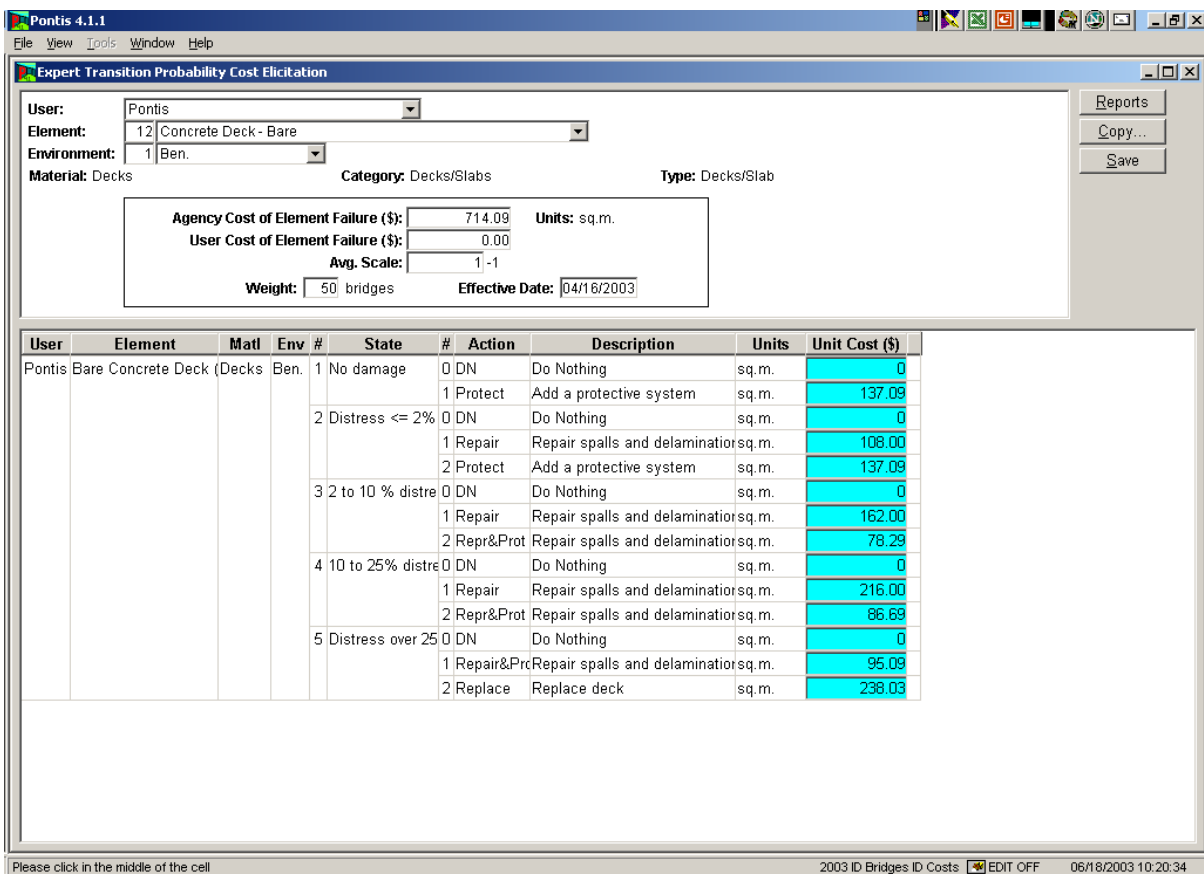 Pontis 4.1.1
File View Tools Window Help
Expert Transition Probability Cost Elicitation
User: Pontis
Reports
Element: 12 Concrete Deck - Bare
Copy...
Environment: 1 Ben.
Save
Material: Decks Category: Decks/Slabs Type: Decks/Slab
Agency Cost of Element Failure ($): 714.09 Units: sq.m.
User Cost of Element Failure ($): 0.00
Avg. Scale: 1 -1
Weight: 50 bridges Effective Date: 04/16/2003
User Element Matl Env # State # Action Description Units Unit Cost ($)
Pontis Bare Concrete Deck ( Decks Ben. 1 No damage 0 DN Do Nothing sq.m. 0
1 Protect Add a protective system sq.m. 137.09
2 Distress <= 2% 0 DN Do Nothing sq.m. 0
1 Repair Repair spalls and delamination sq.m. 108.00
2 Protect Add a protective system sq.m. 137.09
3 2 to 10 % distre 0 DN Do Nothing sq.m. 0
1 Repair Repair spalls and delamination sq.m. 162.00
2 Repr&Prot Repair spalls and delamination sq.m. 78.29
4 10 to 25% distre 0 DN Do Nothing sq.m. 0
1 Repair Repair spalls and delamination sq.m. 216.00
2 Repr&Prot Repair spalls and delamination sq.m. 86.69
5 Distress over 25 0 DN Do Nothing sq.m. 0
1 Repair&Prc Repair spalls and delamination sq.m. 95.09
2 Replace Replace deck sq.m. 238.03
Please click in the middle of the cell 2003 ID Bridges ID Costs EDIT OFF 06/18/2003 10:20:34